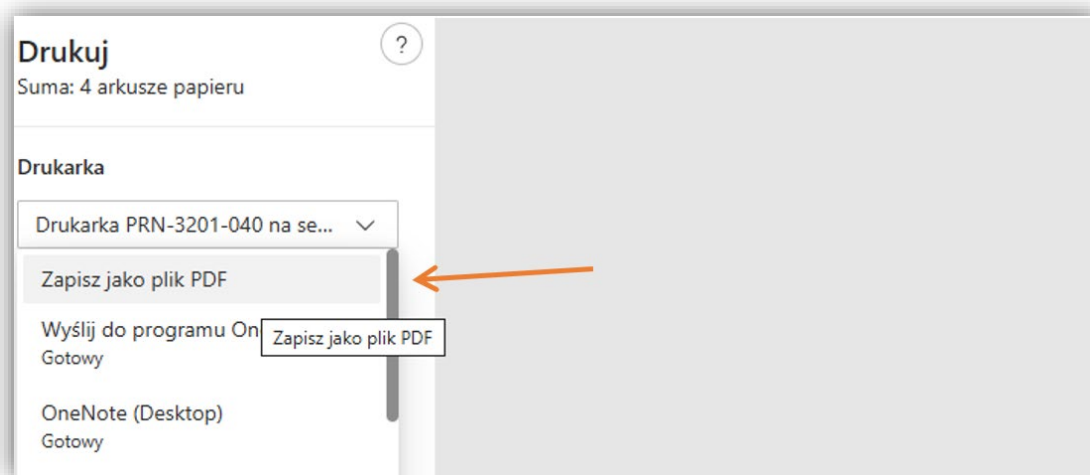 Drukuj
?
Suma: 4 arkusze papieru
Drukarka
Drukarka PRN-3201-040 na se...
Zapisz jako plik PDF
Wyślij do programu On
Zapisz jako plik PDF
Gotowy
OneNote (Desktop)
Gotowy